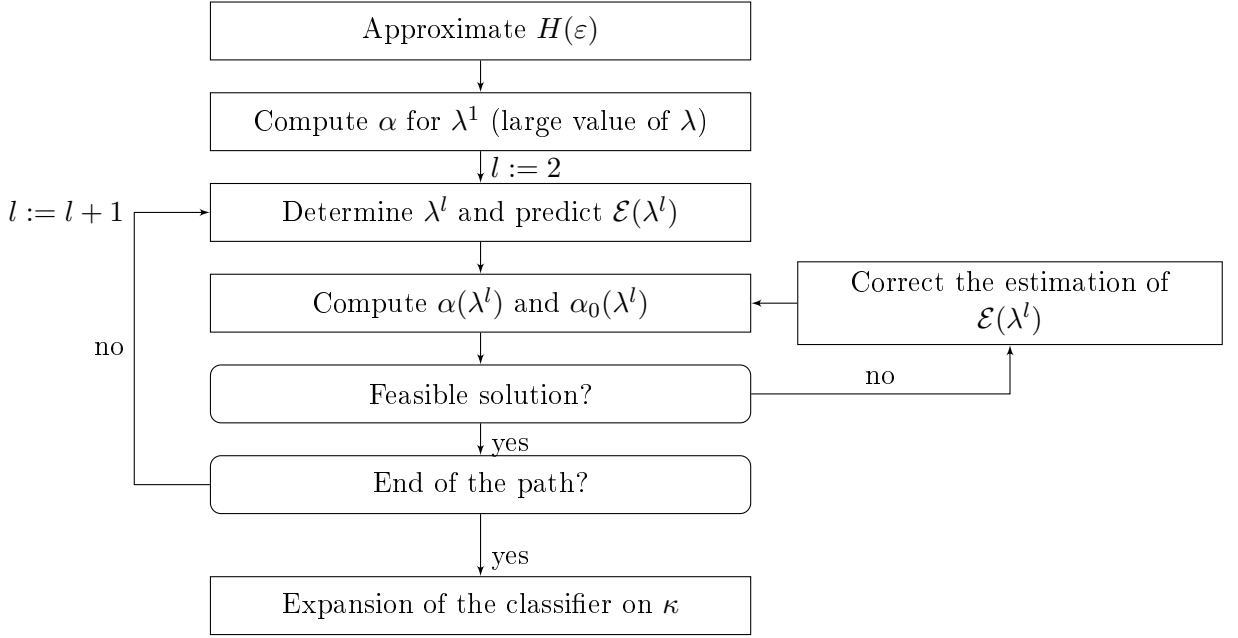 Approximate H(ε)
Compute α for λ¹ (large value of λ)
l := 2
l := l + 1
Determine λˡ and predict ℰ(λˡ)
Compute α(λˡ) and α₀(λˡ)
Correct the estimation of
ℰ(λˡ)
no
Feasible solution?
no
yes
End of the path?
yes
Expansion of the classifier on κ